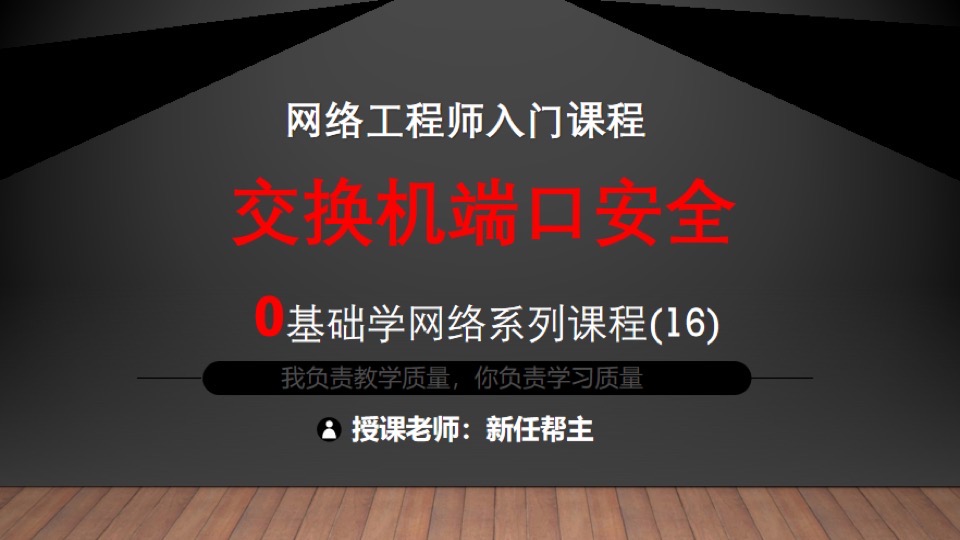 网络工程师入门课程
交换机端口安全
0基础学网络系列课程(16)
我负责教学质量，你负责学习质量
授课老师：新任帮主